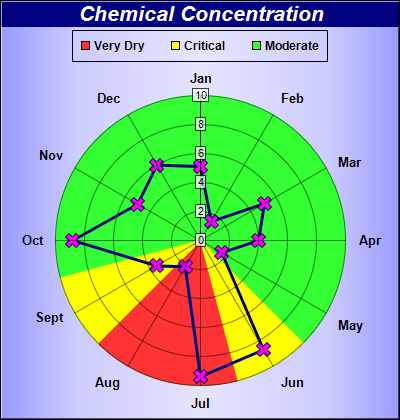 Chemical Concentration
Very Dry Critical Moderate
Jan
Dec Feb
Nov Mar
Oct Apr
Sept May
Aug Jun
Jul
10
8
6
4
2
0